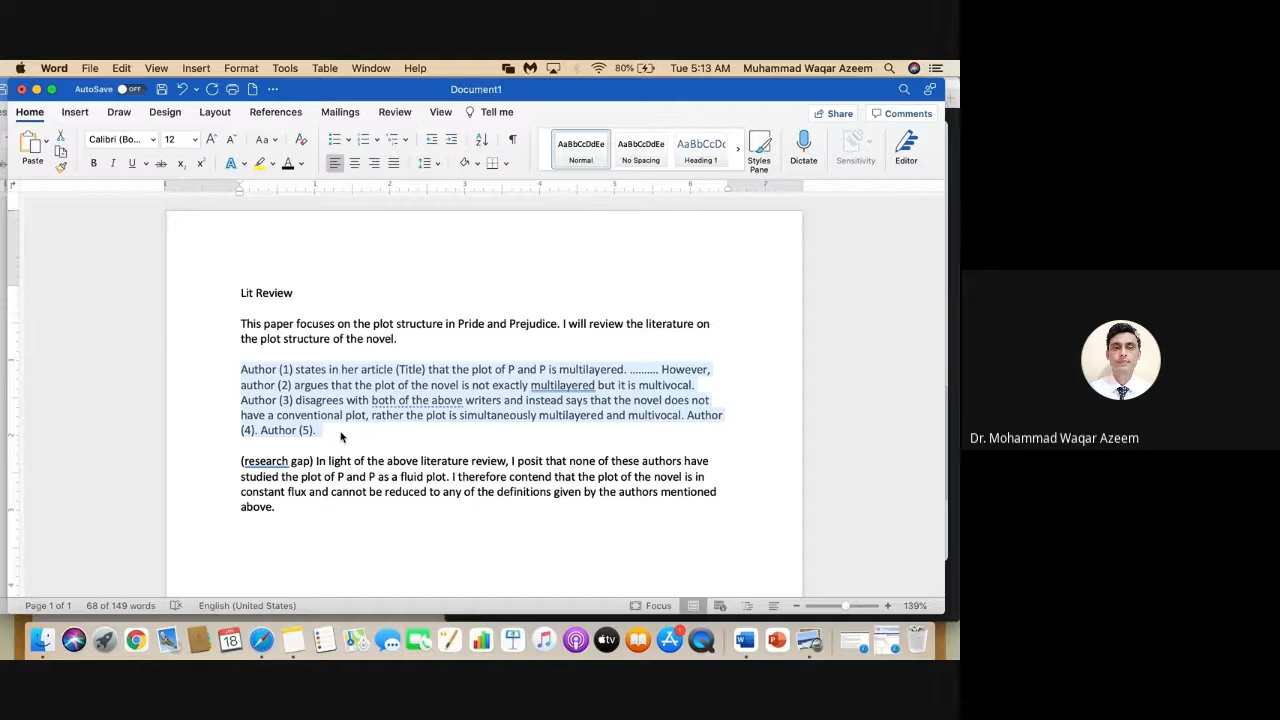 Word File Edit View Insert Format Tools Table Window Help 80% Tue 5:13 AM Muhammad Waqar Azeem
AutoSave OFF Document1
Home Insert Draw Design Layout References Mailings Review View Tell me Share Comments
Paste Calibri (Bo... 12 Aa
AaBbCcDdEe AaBbCcDdEe AaBbCcDc
Normal No Spacing Heading 1 Styles Pane Dictate Sensitivity Editor
1 2 3 4 5 6 7
Lit Review
This paper focuses on the plot structure in Pride and Prejudice. I will review the literature on
the plot structure of the novel.
Author (1) states in her article (Title) that the plot of P and P is multilayered. .......... However,
author (2) argues that the plot of the novel is not exactly multilayered but it is multivocal.
Author (3) disagrees with both of the above writers and instead says that the novel does not
have a conventional plot, rather the plot is simultaneously multilayered and multivocal. Author
(4). Author (5).
(research gap) In light of the above literature review, I posit that none of these authors have
studied the plot of P and P as a fluid plot. I therefore contend that the plot of the novel is in
constant flux and cannot be reduced to any of the definitions given by the authors mentioned
above.
Dr. Mohammad Waqar Azeem
Page 1 of 1 68 of 149 words English (United States) Focus 139%